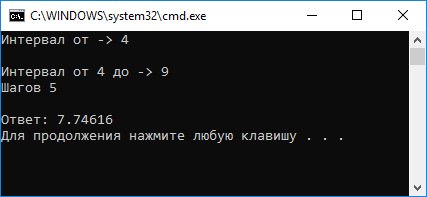 C:\WINDOWS\system32\cmd.exe
Интервал от -> 4
Интервал от 4 до -> 9
Шагов 5
Ответ: 7.74616
Для продолжения нажмите любую клавишу . . .